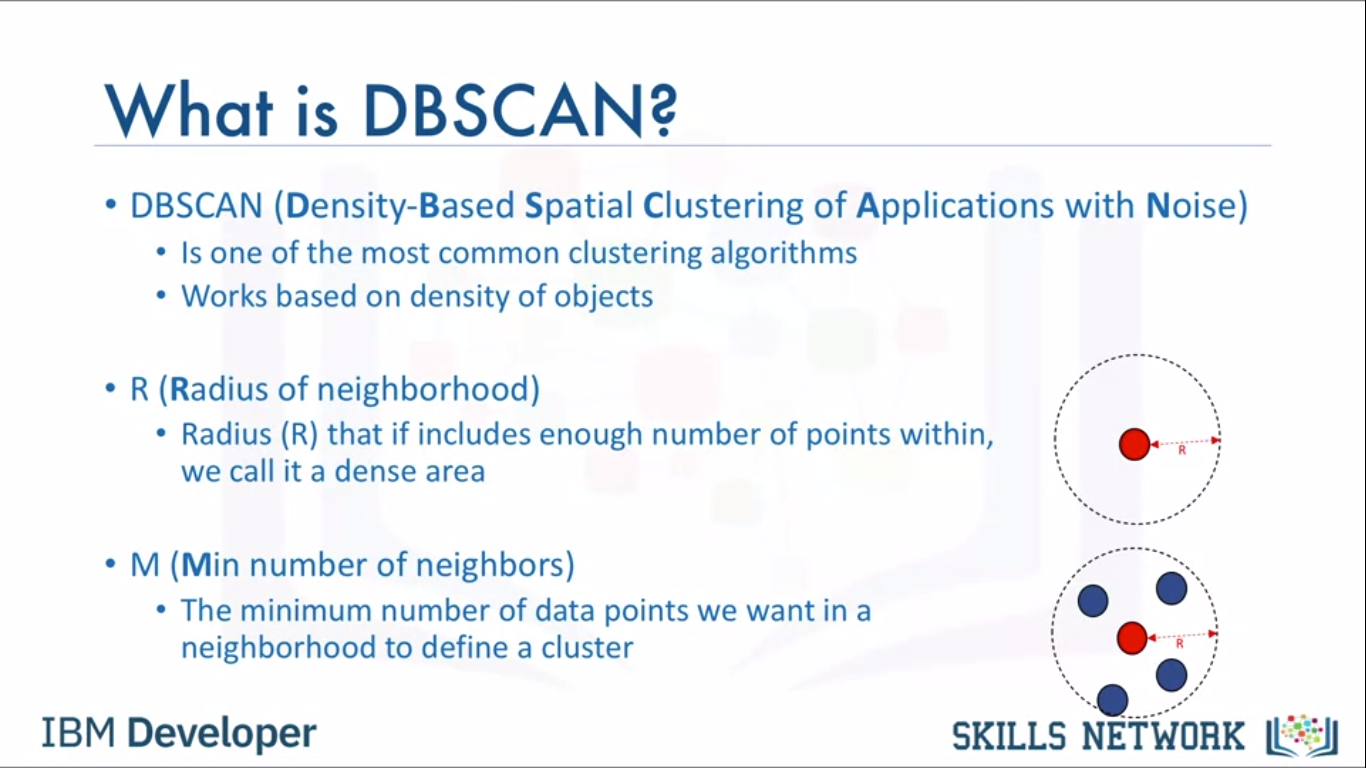 What is DBSCAN?
• DBSCAN (Density-Based Spatial Clustering of Applications with Noise)
• Is one of the most common clustering algorithms
• Works based on density of objects
• R (Radius of neighborhood)
• Radius (R) that if includes enough number of points within,
we call it a dense area
R
• M (Min number of neighbors)
• The minimum number of data points we want in a
neighborhood to define a cluster
R
IBM Developer
SKILLS NETWORK